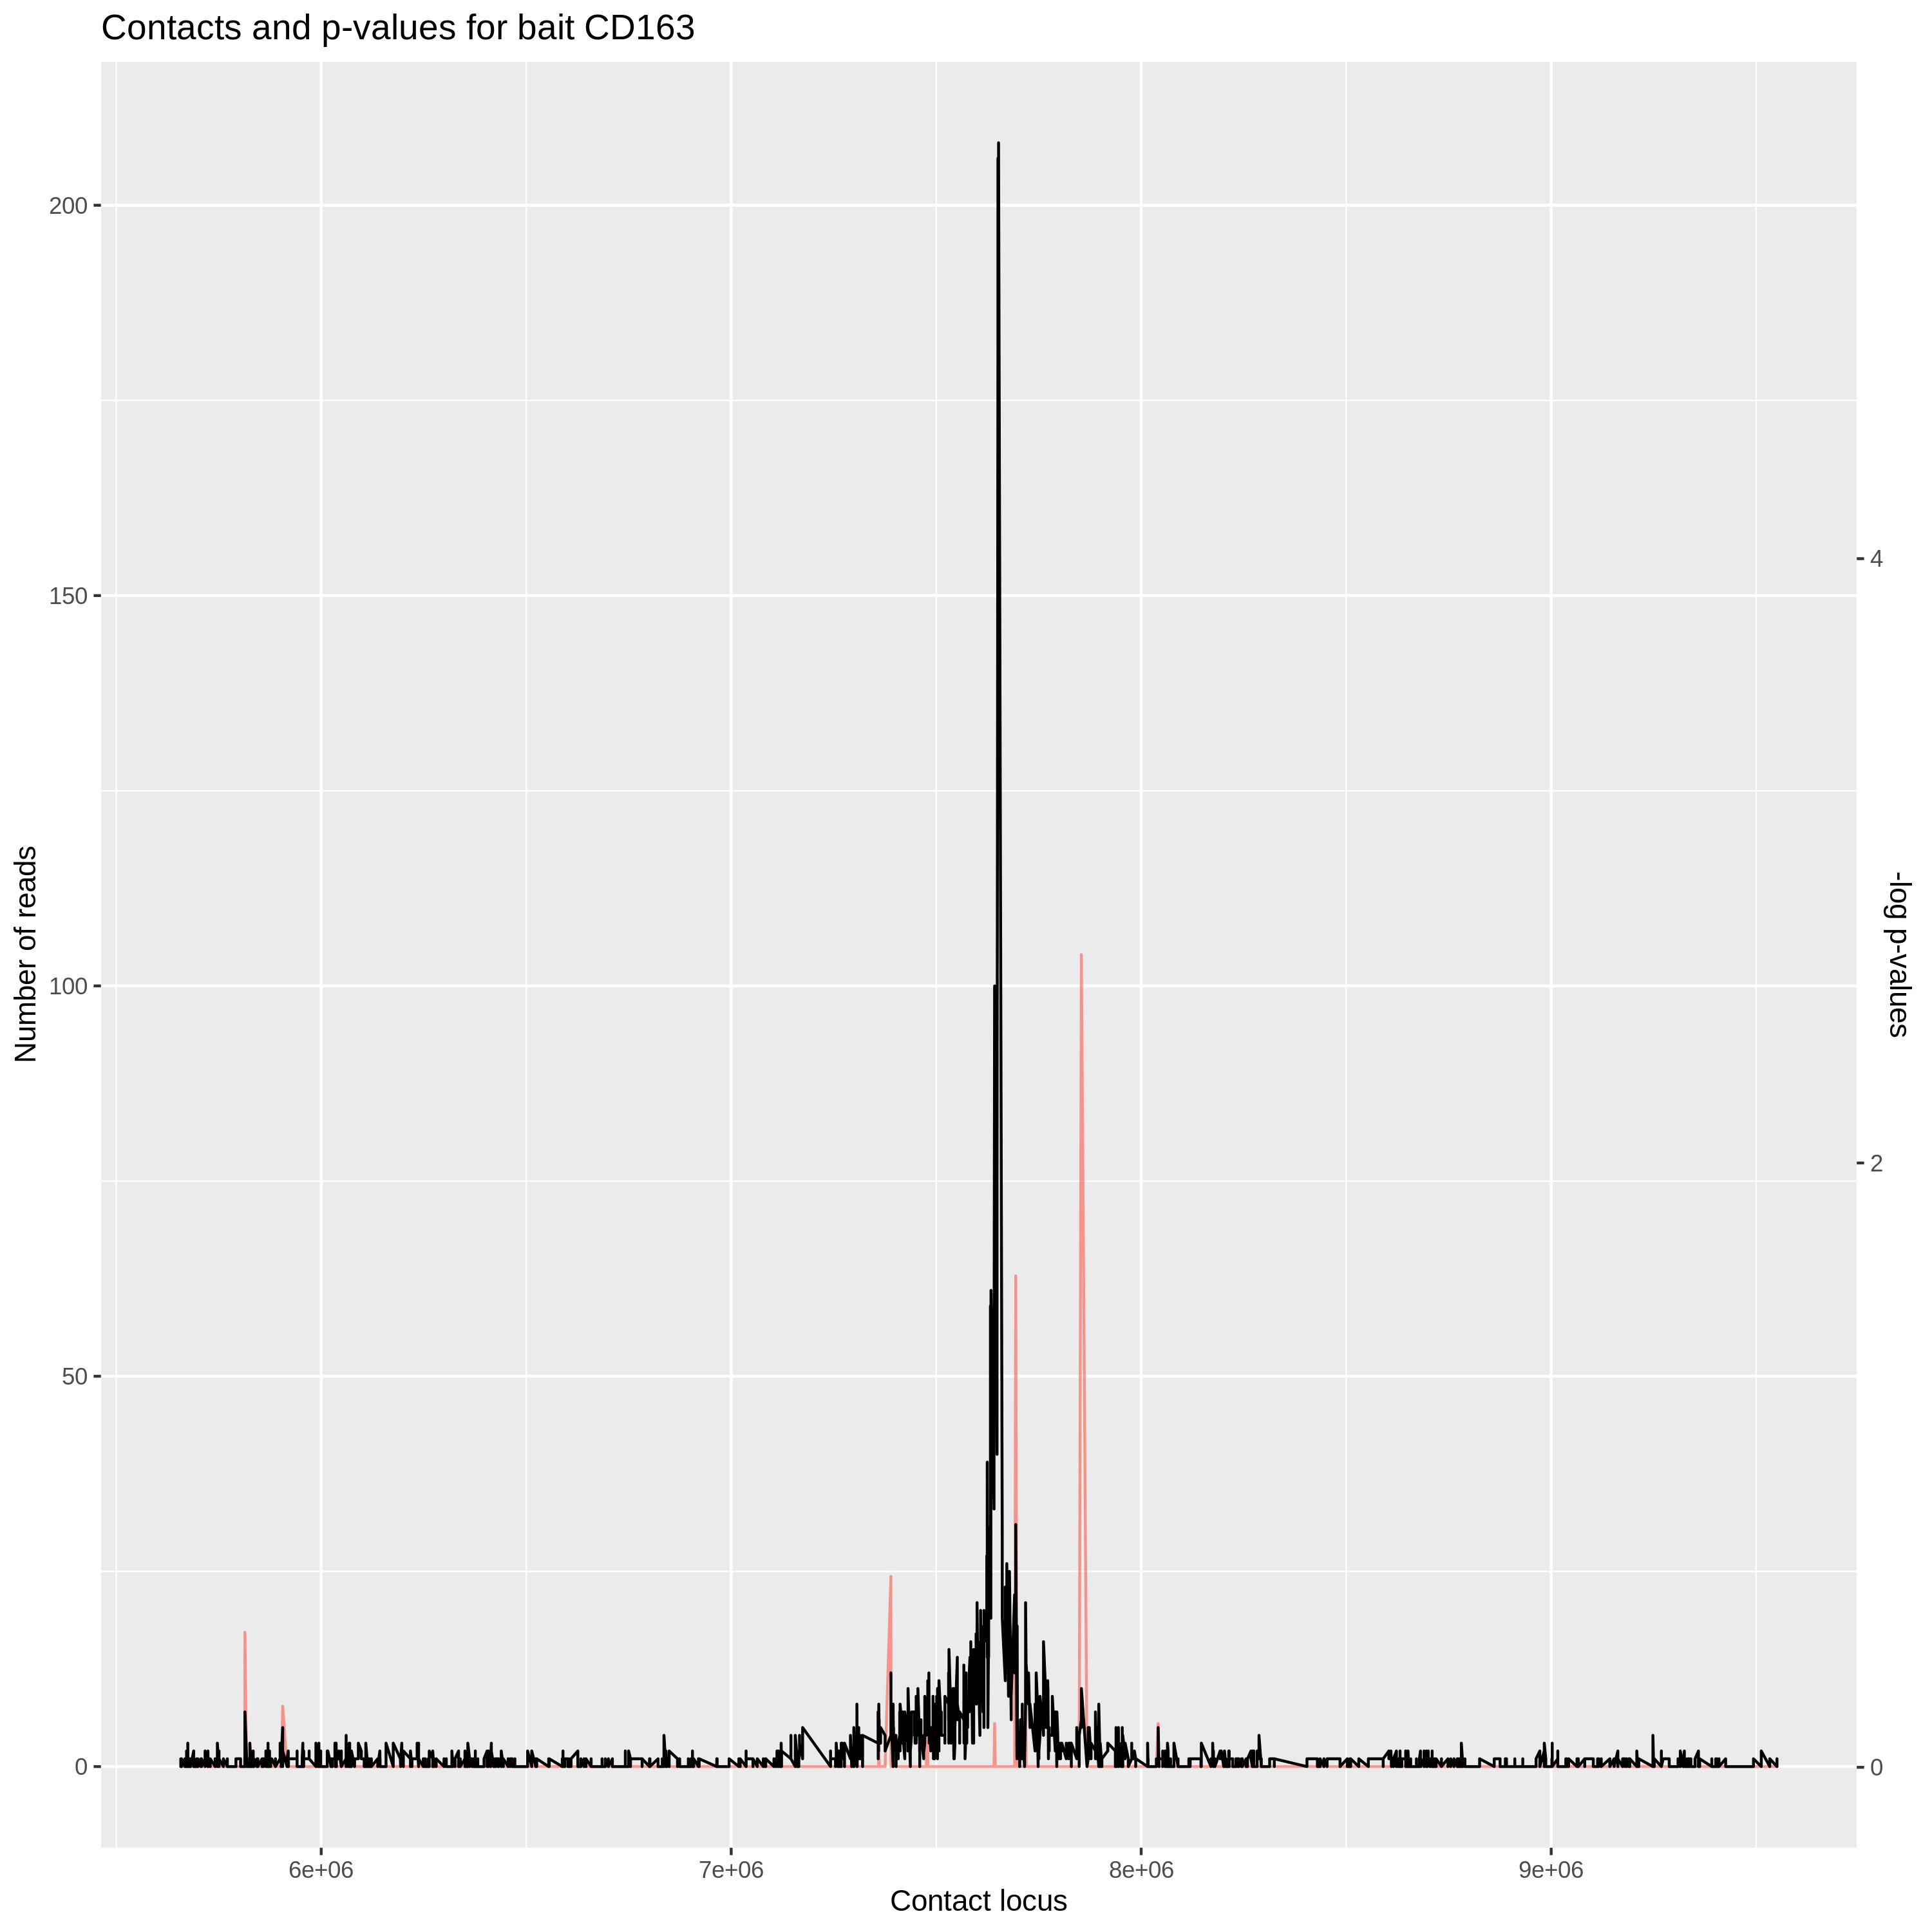 Contacts and p-values for bait CD163
200
150
100
50
0
Number of reads
4
2
0
-log p-values
6e+06
7e+06
8e+06
9e+06
Contact locus